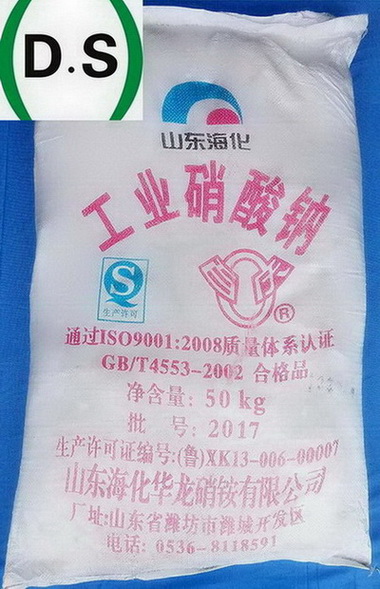 D.S
山东海化
工业硝酸钠
生产许可
®
通过ISO9001:2008质量体系认证
GB/T4553-2002 合格品
净含量: 50kg
批 号: 2017
生产许可证编号:(鲁)XK13-006-00007
山东海化华龙硝铵有限公司
厂址:山东省潍坊市潍城开发区
电话: 0536-8118591